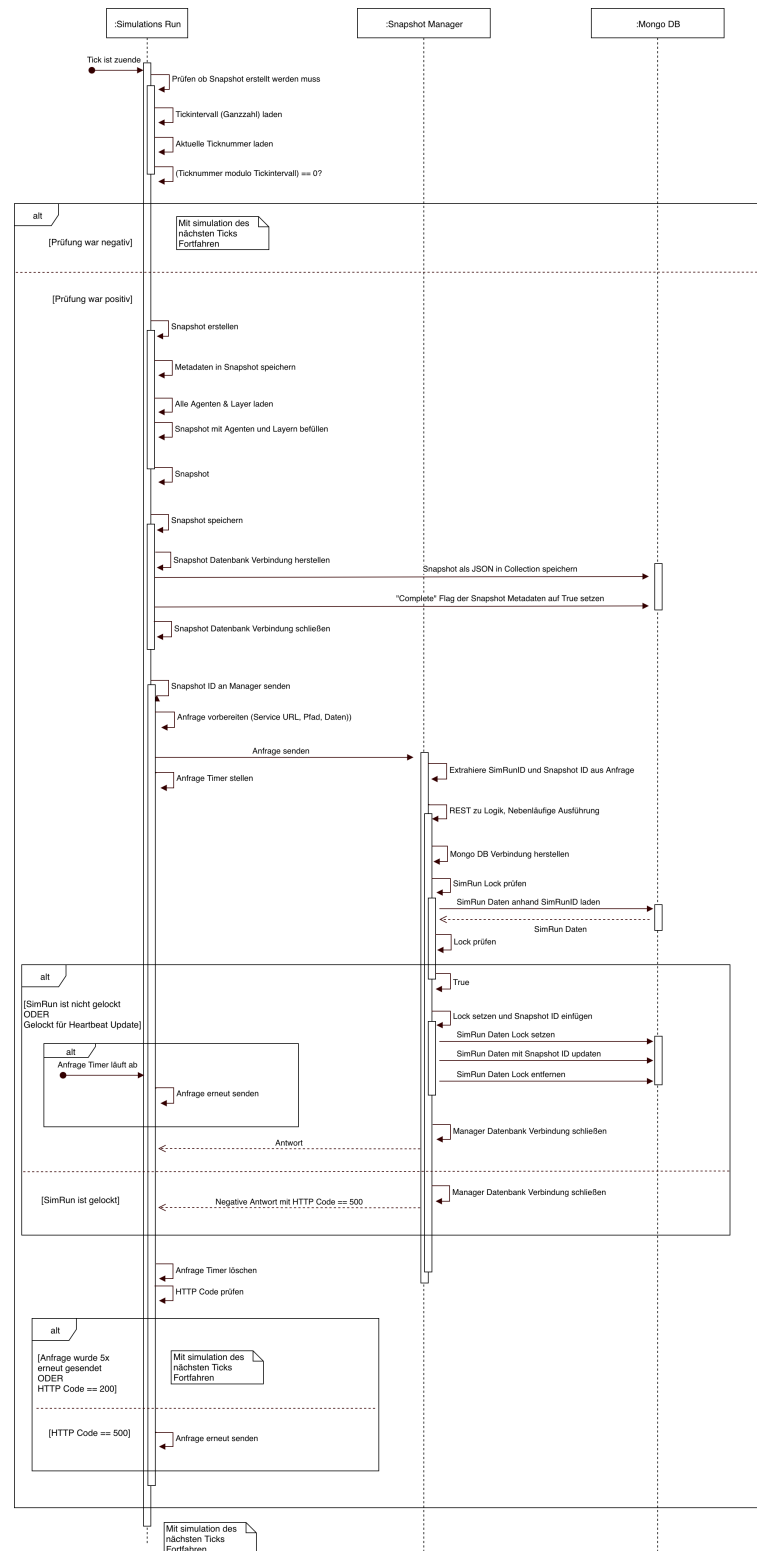 :Simulations Run
:Snapshot Manager
:Mongo DB
Tick ist zuende
Prüfen ob Snapshot erstellt werden muss
Tickintervall (Ganzzahl) laden
Aktuelle Ticknummer laden
(Ticknummer modulo Tickintervall) == 0?
alt
Mit simulation des
nächsten Ticks
Fortfahren
[Prüfung war negativ]
[Prüfung war positiv]
Snapshot erstellen
Metadaten in Snapshot speichern
Alle Agenten & Layer laden
Snapshot mit Agenten und Layern befüllen
Snapshot
Snapshot speichern
Snapshot Datenbank Verbindung herstellen
Snapshot als JSON in Collection speichern
"Complete" Flag der Snapshot Metadaten auf True setzen
Snapshot Datenbank Verbindung schließen
Snapshot ID an Manager senden
Anfrage vorbereiten (Service URL, Pfad, Daten))
Anfrage senden
Extrahiere SimRunID und Snapshot ID aus Anfrage
Anfrage Timer stellen
REST zu Logik, Nebenläufige Ausführung
Mongo DB Verbindung herstellen
SimRun Lock prüfen
SimRun Daten anhand SimRunID laden
SimRun Daten
Lock prüfen
alt
True
[SimRun ist nicht gelockt
ODER
Gelockt für Heartbeat Update]
Lock setzen und Snapshot ID einfügen
SimRun Daten Lock setzen
alt
SimRun Daten mit Snapshot ID updaten
Anfrage Timer läuft ab
SimRun Daten Lock entfernen
Anfrage erneut senden
Manager Datenbank Verbindung schließen
Antwort
Manager Datenbank Verbindung schließen
[SimRun ist gelockt]
Negative Antwort mit HTTP Code == 500
Anfrage Timer löschen
HTTP Code prüfen
alt
[Anfrage wurde 5x
erneut gesendet
ODER
HTTP Code == 200]
Mit simulation des
nächsten Ticks
Fortfahren
[HTTP Code == 500]
Anfrage erneut senden
Mit simulation des
nächsten Ticks
Fortfahren